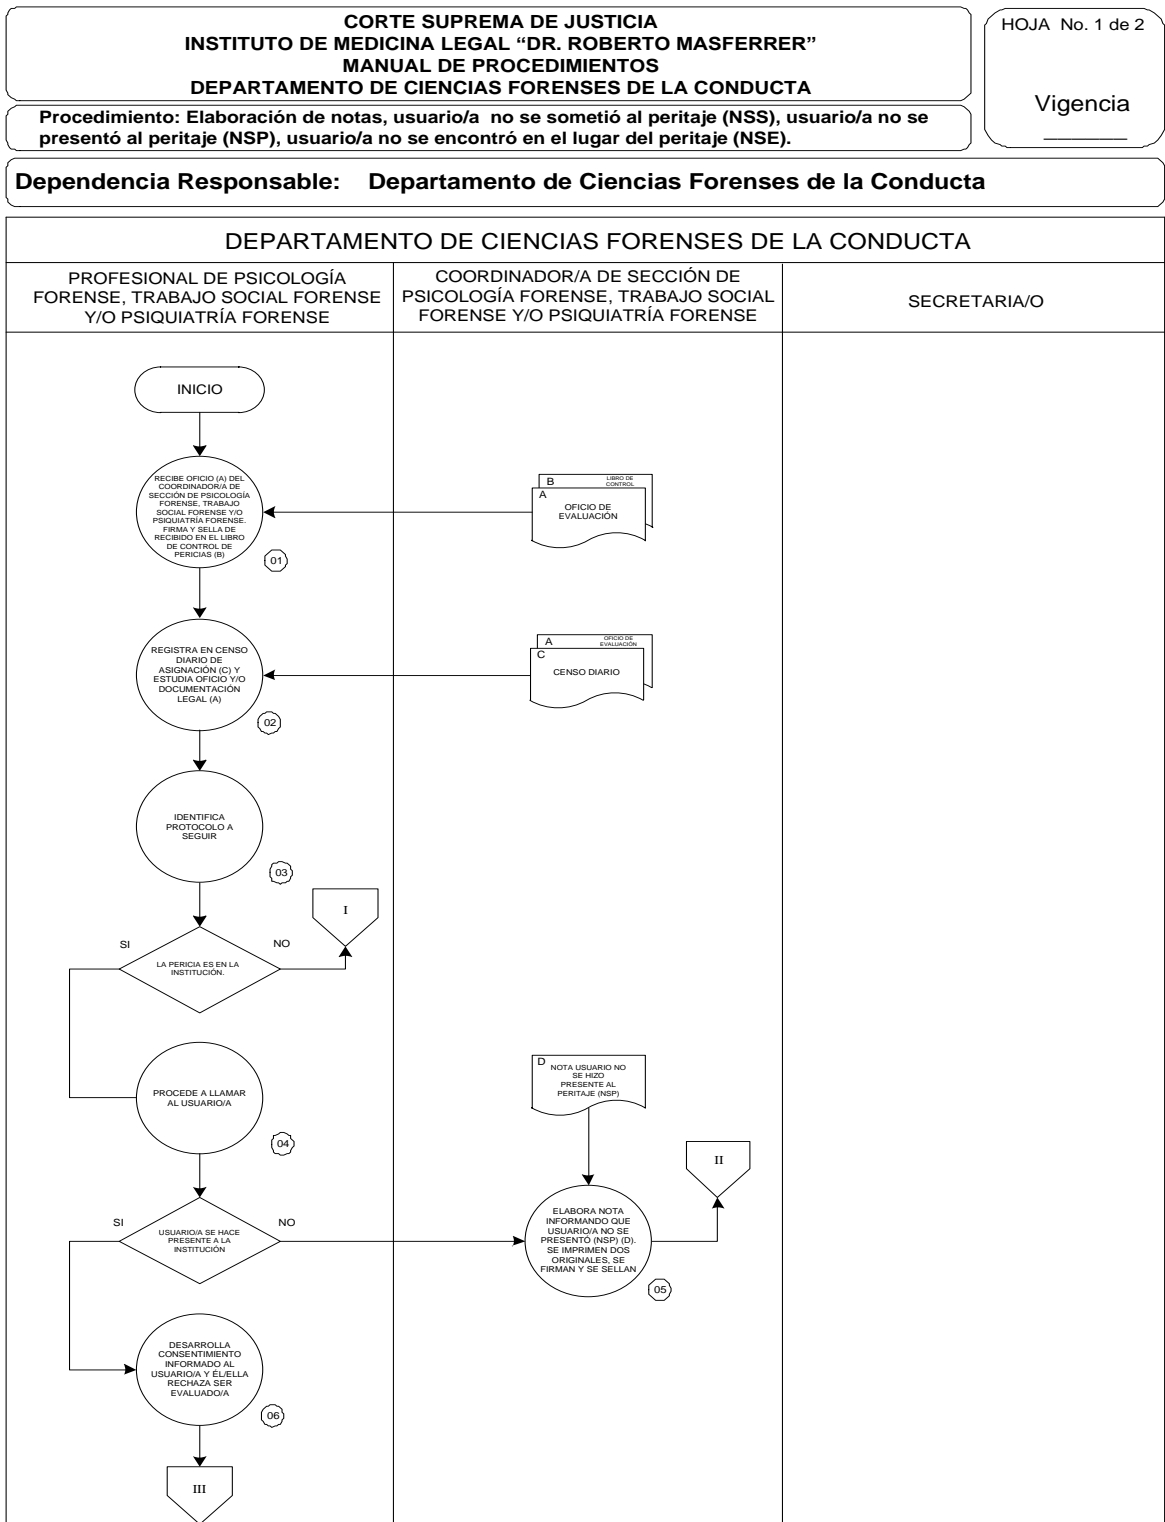 CORTE SUPREMA DE JUSTICIA
INSTITUTO DE MEDICINA LEGAL “DR. ROBERTO MASFERRER”
MANUAL DE PROCEDIMIENTOS
DEPARTAMENTO DE CIENCIAS FORENSES DE LA CONDUCTA
HOJA No. 1 de 2
Vigencia
________
Procedimiento: Elaboración de notas, usuario/a no se sometió al peritaje (NSS), usuario/a no se
presentó al peritaje (NSP), usuario/a no se encontró en el lugar del peritaje (NSE).
Dependencia Responsable: Departamento de Ciencias Forenses de la Conducta
DEPARTAMENTO DE CIENCIAS FORENSES DE LA CONDUCTA
PROFESIONAL DE PSICOLOGÍA
FORENSE, TRABAJO SOCIAL FORENSE
Y/O PSIQUIATRÍA FORENSE
COORDINADOR/A DE SECCIÓN DE
PSICOLOGÍA FORENSE, TRABAJO SOCIAL
FORENSE Y/O PSIQUIATRÍA FORENSE
SECRETARIA/O
INICIO
RECIBE OFICIO (A) DEL
COORDINADOR/A DE
SECCIÓN DE PSICOLOGÍA
FORENSE, TRABAJO
SOCIAL FORENSE Y/O
PSIQUIATRÍA FORENSE.
FIRMA Y SELLA DE
RECIBIDO EN EL LIBRO
DE CONTROL DE
PERICIAS (B)
01
B
LIBRO DE
CONTROL
A
OFICIO DE
EVALUACIÓN
REGISTRA EN CENSO
DIARIO DE
ASIGNACIÓN (C) Y
ESTUDIA OFICIO Y/O
DOCUMENTACIÓN
LEGAL (A)
02
A
OFICIO DE
EVALUACIÓN
C
CENSO DIARIO
IDENTIFICA
PROTOCOLO A
SEGUIR
03
I
SI
NO
LA PERICIA ES EN LA
INSTITUCIÓN.
PROCEDE A LLAMAR
AL USUARIO/A
04
D
NOTA USUARIO NO
SE HIZO
PRESENTE AL
PERITAJE (NSP)
II
SI
NO
USUARIO/A SE HACE
PRESENTE A LA
INSTITUCIÓN
ELABORA NOTA
INFORMANDO QUE
USUARIO/A NO SE
PRESENTÓ (NSP) (D).
SE IMPRIMEN DOS
ORIGINALES, SE
FIRMAN Y SE SELLAN
05
DESARROLLA
CONSENTIMIENTO
INFORMADO AL
USUARIO/A Y ÉL/ELLA
RECHAZA SER
EVALUADO/A
06
III